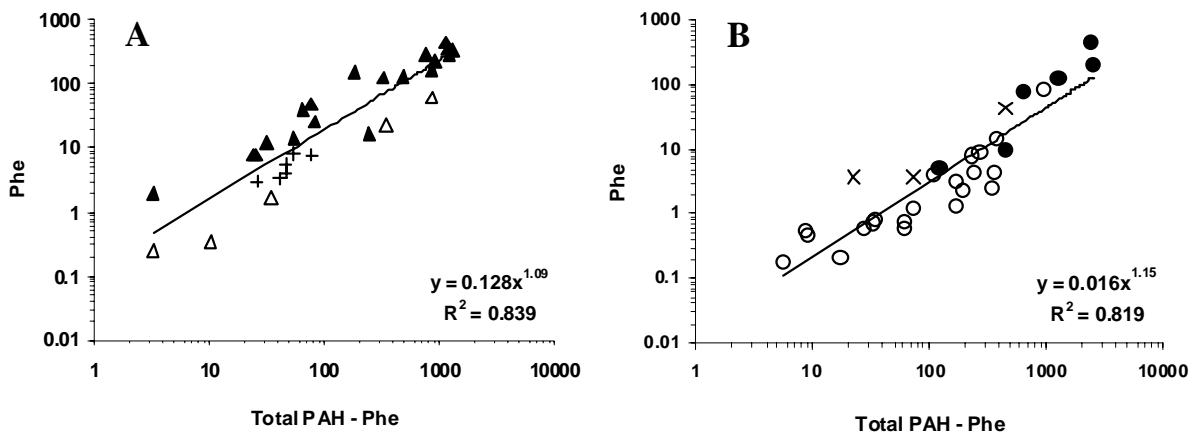 A
1000
100
10
1
0.1
0.01
Phe
y = 0.128x^1.09
R^2 = 0.839
1 10 100 1000 10000
Total PAH - Phe
B
1000
100
10
1
0.1
0.01
Phe
y = 0.016x^1.15
R^2 = 0.819
1 10 100 1000 10000
Total PAH - Phe